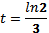 t = ln2/3